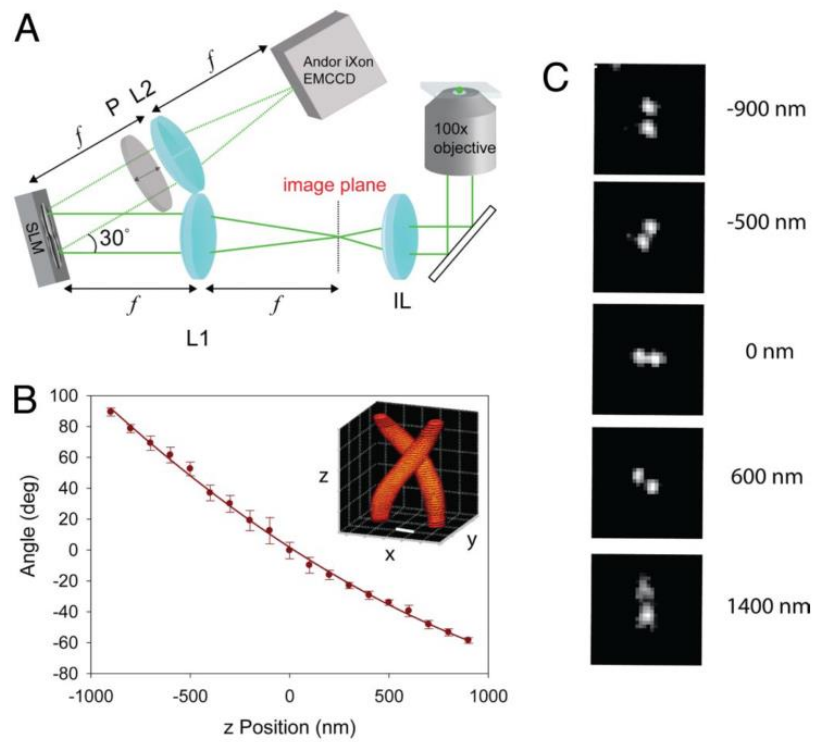 A
f
Andor iXon
EMCCD
P L2
f
100x
objective
image plane
SLM
30°
f
f
IL
L1
B
100
80
60
40
20
0
-20
-40
-60
-80
Angle (deg)
-1000
-500
0
500
1000
z Position (nm)
z
x
y
C
-900 nm
-500 nm
0 nm
600 nm
1400 nm